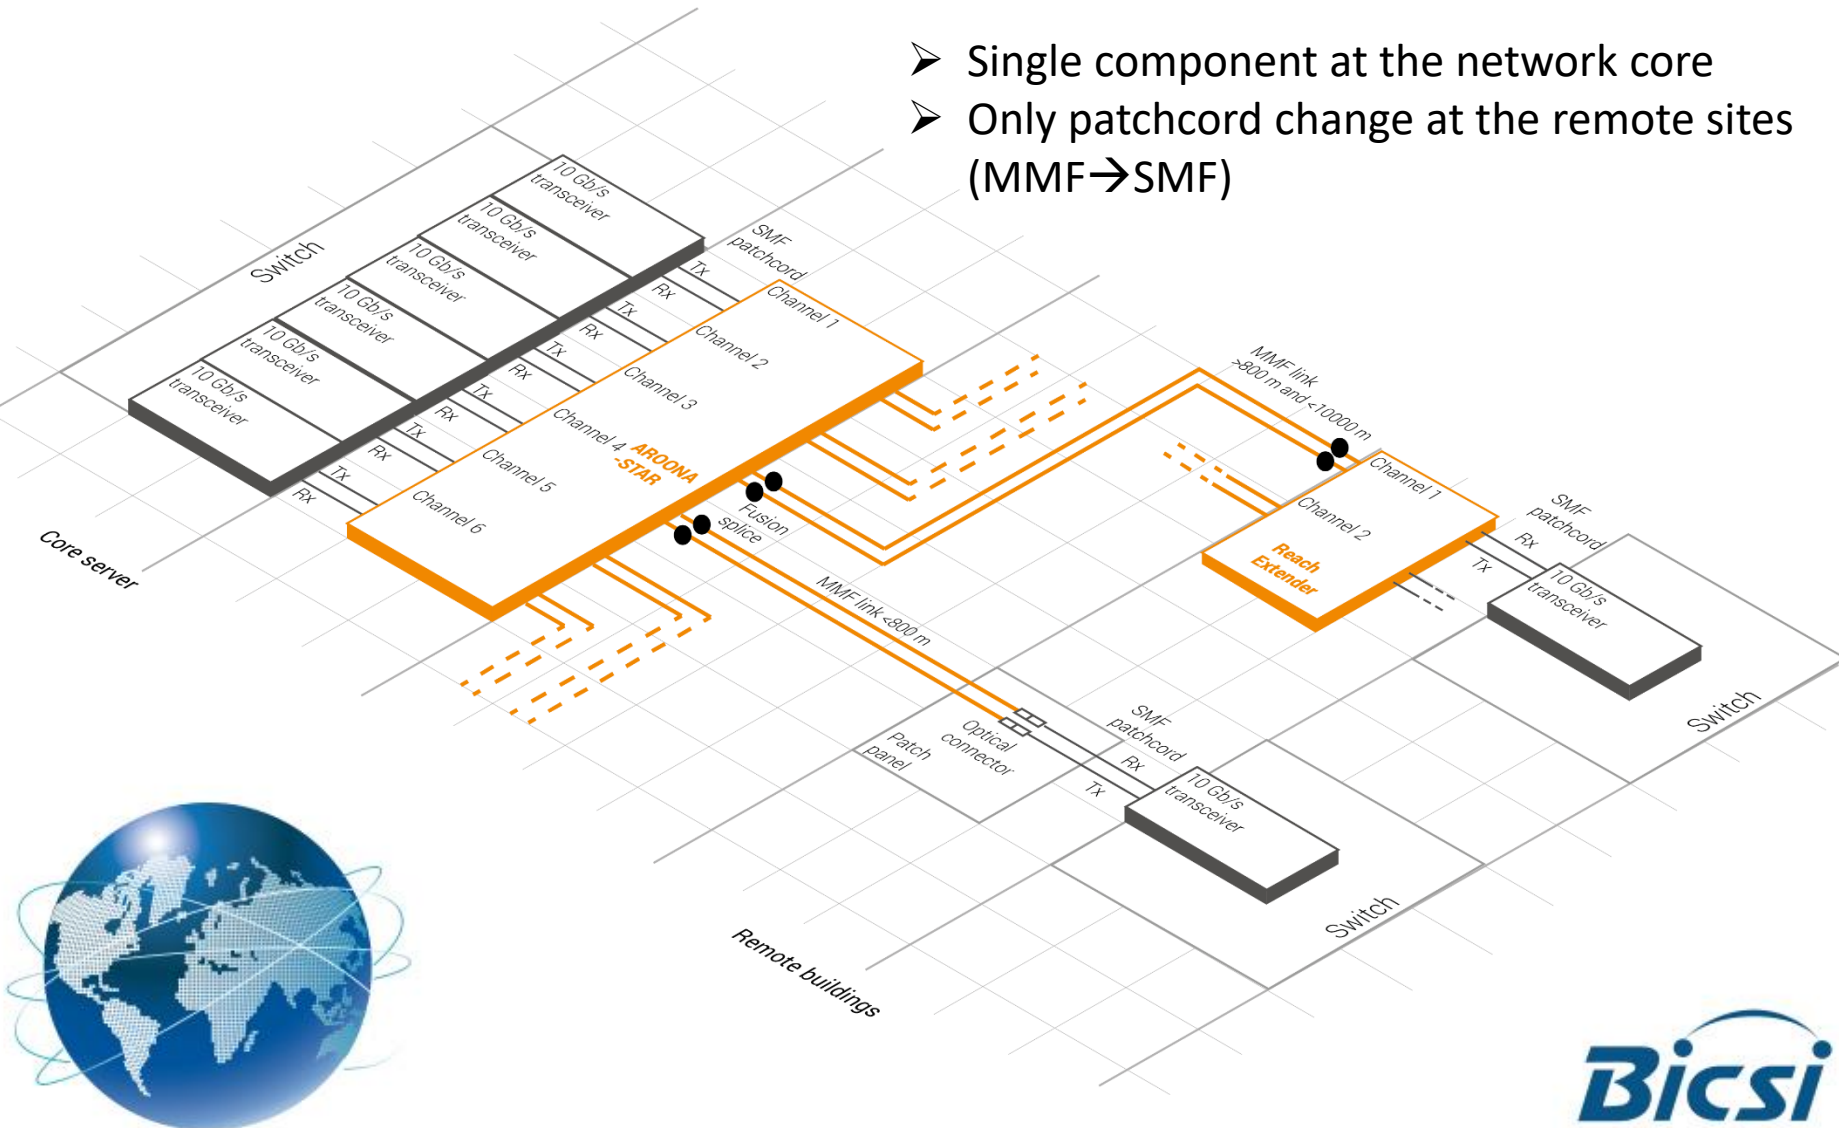 ➢ Single component at the network core
➢ Only patchcord change at the remote sites
(MMF→SMF)
Switch
10 Gb/s
transceiver
10 Gb/s
transceiver
10 Gb/s
transceiver
10 Gb/s
transceiver
10 Gb/s
transceiver
10 Gb/s
transceiver
SMF
patchcord
Tx
Rx
Tx
Rx
Tx
Rx
Tx
Rx
Tx
Rx
Tx
Rx
Channel 1
Channel 2
Channel 3
Channel 4
Channel 5
Channel 6
AROONA
-STAR
Core server
Fusion
splice
MMF link
>800 m and <10000 m
MMF link <800 m
Channel 1
Channel 2
Reach
Extender
SMF
patchcord
Rx
Tx
10 Gb/s
transceiver
Switch
Patch
panel
Optical
connector
SMF
patchcord
Rx
Tx
10 Gb/s
transceiver
Switch
Remote buildings
Bicsi